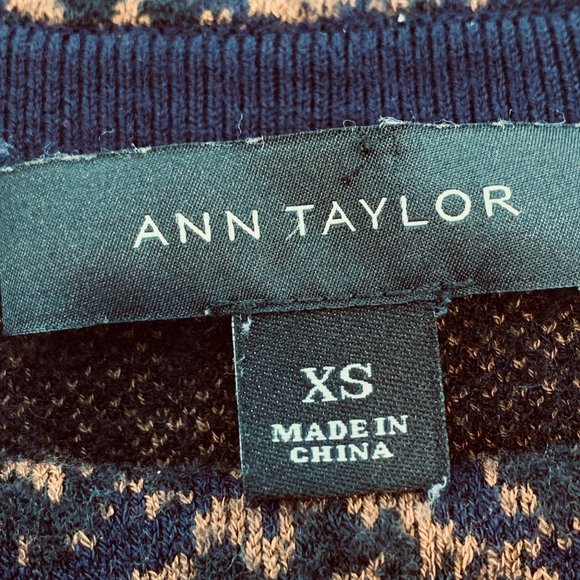 ANN TAYLOR
XS
MADE IN
CHINA